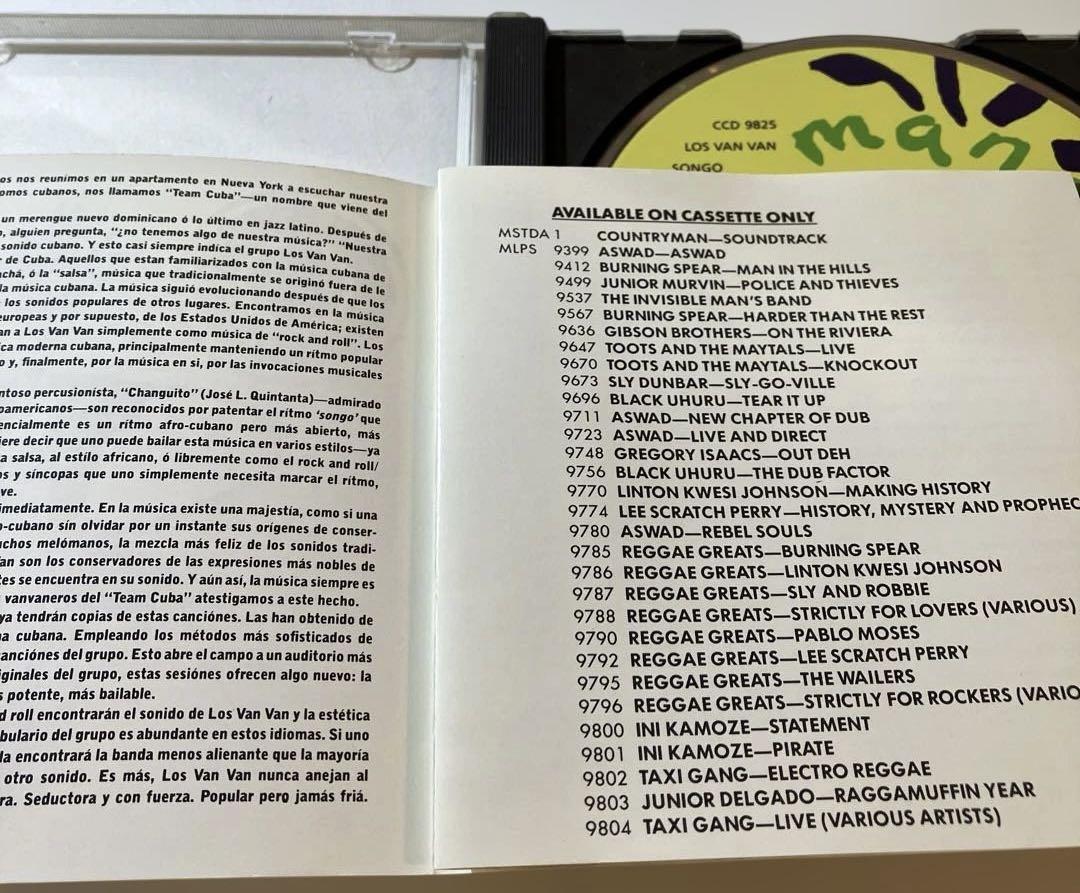 CCD 9825
LOS VAN VAN
SONGO
os nos reunimos en un apartamento en Nueva York a escuchar nuestra
omos cubanos, nos llamamos "Team Cuba"—un nombre que viene del
un merengue nuevo dominicano ó lo último en jazz latino. Después de
o, alguien pregunta, "¿no tenemos algo de nuestra música?" "Nuestra
sonido cubano. Y esto casi siempre indica el grupo Los Van Van.
r de Cuba. Aquellos que estan familiarizados con la música cubana de
achá, ó la "salsa", música que tradicionalmente se originó fuera de le
la música cubana. La música siguió evolucionando después de que los
los sonidos populares de otros lugares. Encontramos en la música
europeas y por supuesto, de los Estados Unidos de América; existen
an a Los Van Van simplemente como música de "rock and roll". Los
ica moderna cubana, principalmente manteniendo un rítmo popular
o y, finalmente, por la música en si, por las invocaciones musicales
ntoso percusionísta, "Changuito" (José L. Quintana)—admirado
oamericanos—son reconocidos por patentar el rítmo 'songo' que
encialmente es un rítmo afro-cubano pero más abierto, más
iere decir que uno puede bailar esta música en varios estilos—ya
a salsa, al estilo africano, ó libremente como el rock and roll/
os y síncopas que uno simplemente necesita marcar el rítmo,
ve.
imediatamente. En la música existe una majestía, como si una
o-cubano sín olvidar por un instante sus orígenes de conser-
uchos melómanos, la mezcla más feliz de los sonidos tradi-
Van son los conservadores de las expresiones más nobles de
tes se encuentra en su sonido. Y aún así, la música siempre es
vanvaneros del "Team Cuba" atestigamos a este hecho.
ya tendrán copias de estas canciónes. Las han obtenido de
na cubana. Empleando los métodos más sofisticados de
anciónes del grupo. Esto abre el campo a un auditorio más
iginales del grupo, estas sesiónes ofrecen algo nuevo: la
s potente, más bailable.
d roll encontrarán el sonido de Los Van Van y la estética
bulario del grupo es abundante en estos idiomas. Si uno
da encontrará la banda menos alienante que la mayoría
otro sonido. Es más, Los Van Van nunca anejan al
ra. Seductora y con fuerza. Popular pero jamás friá.
AVAILABLE ON CASSETTE ONLY
MSTDA 1 COUNTRYMAN—SOUNDTRACK
MLPS 9399 ASWAD—ASWAD
9412 BURNING SPEAR—MAN IN THE HILLS
9499 JUNIOR MURVIN—POLICE AND THIEVES
9537 THE INVISIBLE MAN'S BAND
9567 BURNING SPEAR—HARDER THAN THE REST
9636 GIBSON BROTHERS—ON THE RIVIERA
9647 TOOTS AND THE MAYTALS—LIVE
9670 TOOTS AND THE MAYTALS—KNOCKOUT
9673 SLY DUNBAR—SLY-GO-VILLE
9696 BLACK UHURU—TEAR IT UP
9711 ASWAD—NEW CHAPTER OF DUB
9723 ASWAD—LIVE AND DIRECT
9748 GREGORY ISAACS—OUT DEH
9756 BLACK UHURU—THE DUB FACTOR
9770 LINTON KWESI JOHNSON—MAKING HISTORY
9774 LEE SCRATCH PERRY—HISTORY, MYSTERY AND PROPHEC
9780 ASWAD—REBEL SOULS
9785 REGGAE GREATS—BURNING SPEAR
9786 REGGAE GREATS—LINTON KWESI JOHNSON
9787 REGGAE GREATS—SLY AND ROBBIE
9788 REGGAE GREATS—STRICTLY FOR LOVERS (VARIOUS)
9790 REGGAE GREATS—PABLO MOSES
9792 REGGAE GREATS—LEE SCRATCH PERRY
9795 REGGAE GREATS—THE WAILERS
9796 REGGAE GREATS—STRICTLY FOR ROCKERS (VARIO
9800 INI KAMOZE—STATEMENT
9801 INI KAMOZE—PIRATE
9802 TAXI GANG—ELECTRO REGGAE
9803 JUNIOR DELGADO—RAGGAMUFFIN YEAR
9804 TAXI GANG—LIVE (VARIOUS ARTISTS)